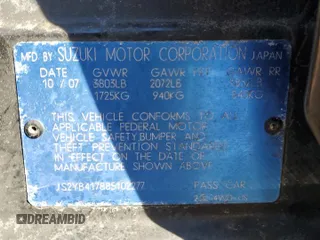 MFD BY SUZUKI MOTOR CORPORATION JAPAN
DATE GVWR GAWR FRT GAWR RR
10 / 07 3803LB 2072LB
1725KG 940KG
THIS VEHICLE CONFORMS TO ALL
APPLICABLE FEDERAL MOTOR
VEHICLE SAFETY, BUMPER AND
THEFT PREVENTION STANDARDS
IN EFFECT ON THE DATE OF
MANUFACTURE SHOWN ABOVE
PASS CAR
DREAMBID